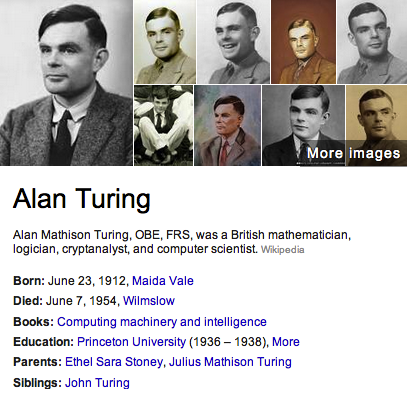 More images
Alan Turing
Alan Mathison Turing, OBE, FRS, was a British mathematician,
logician, cryptanalyst, and computer scientist. Wikipedia
Born: June 23, 1912, Maida Vale
Died: June 7, 1954, Wilmslow
Books: Computing machinery and intelligence
Education: Princeton University (1936 – 1938), More
Parents: Ethel Sara Stoney, Julius Mathison Turing
Siblings: John Turing